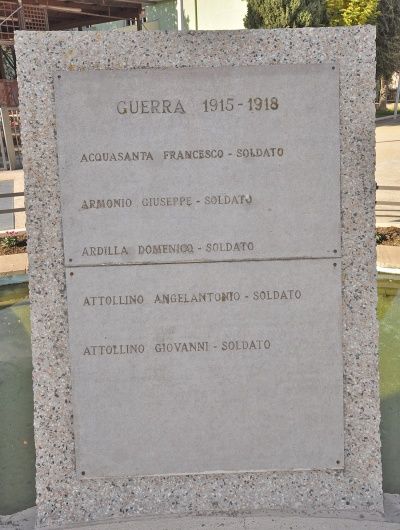 GUERRA 1915-1918
ACQUASANTA FRANCESCO - SOLDATO
ARMONIO GIUSEPPE - SOLDATO
ARDILLA DOMENICO - SOLDATO
ATTOLLINO ANGELANTONIO - SOLDATO
ATTOLLINO GIOVANNI - SOLDATO